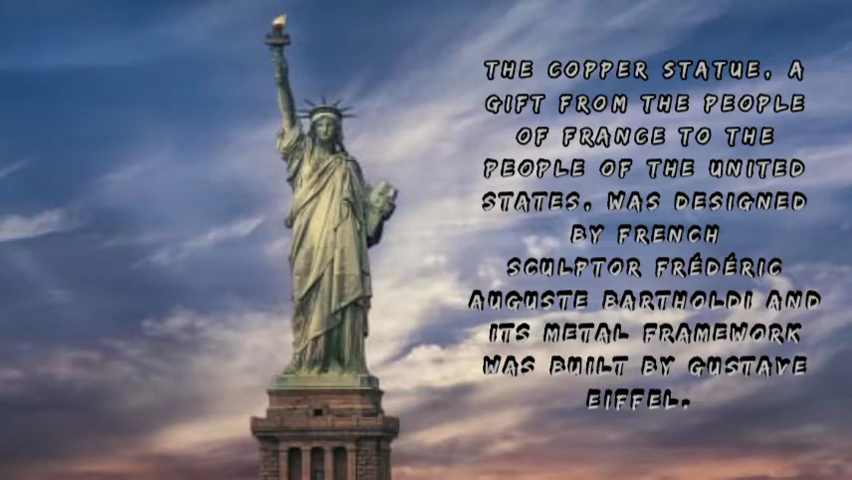 THE COPPER STATUE, A
GIFT FROM THE PEOPLE
OF FRANCE TO THE
PEOPLE OF THE UNITED
STATES, WAS DESIGNED
BY FRENCH
SCULPTOR FRÉDÉRIC
AUGUSTE BARTHOLDI AND
ITS METAL FRAMEWORK
WAS BUILT BY GUSTAVE
EIFFEL.